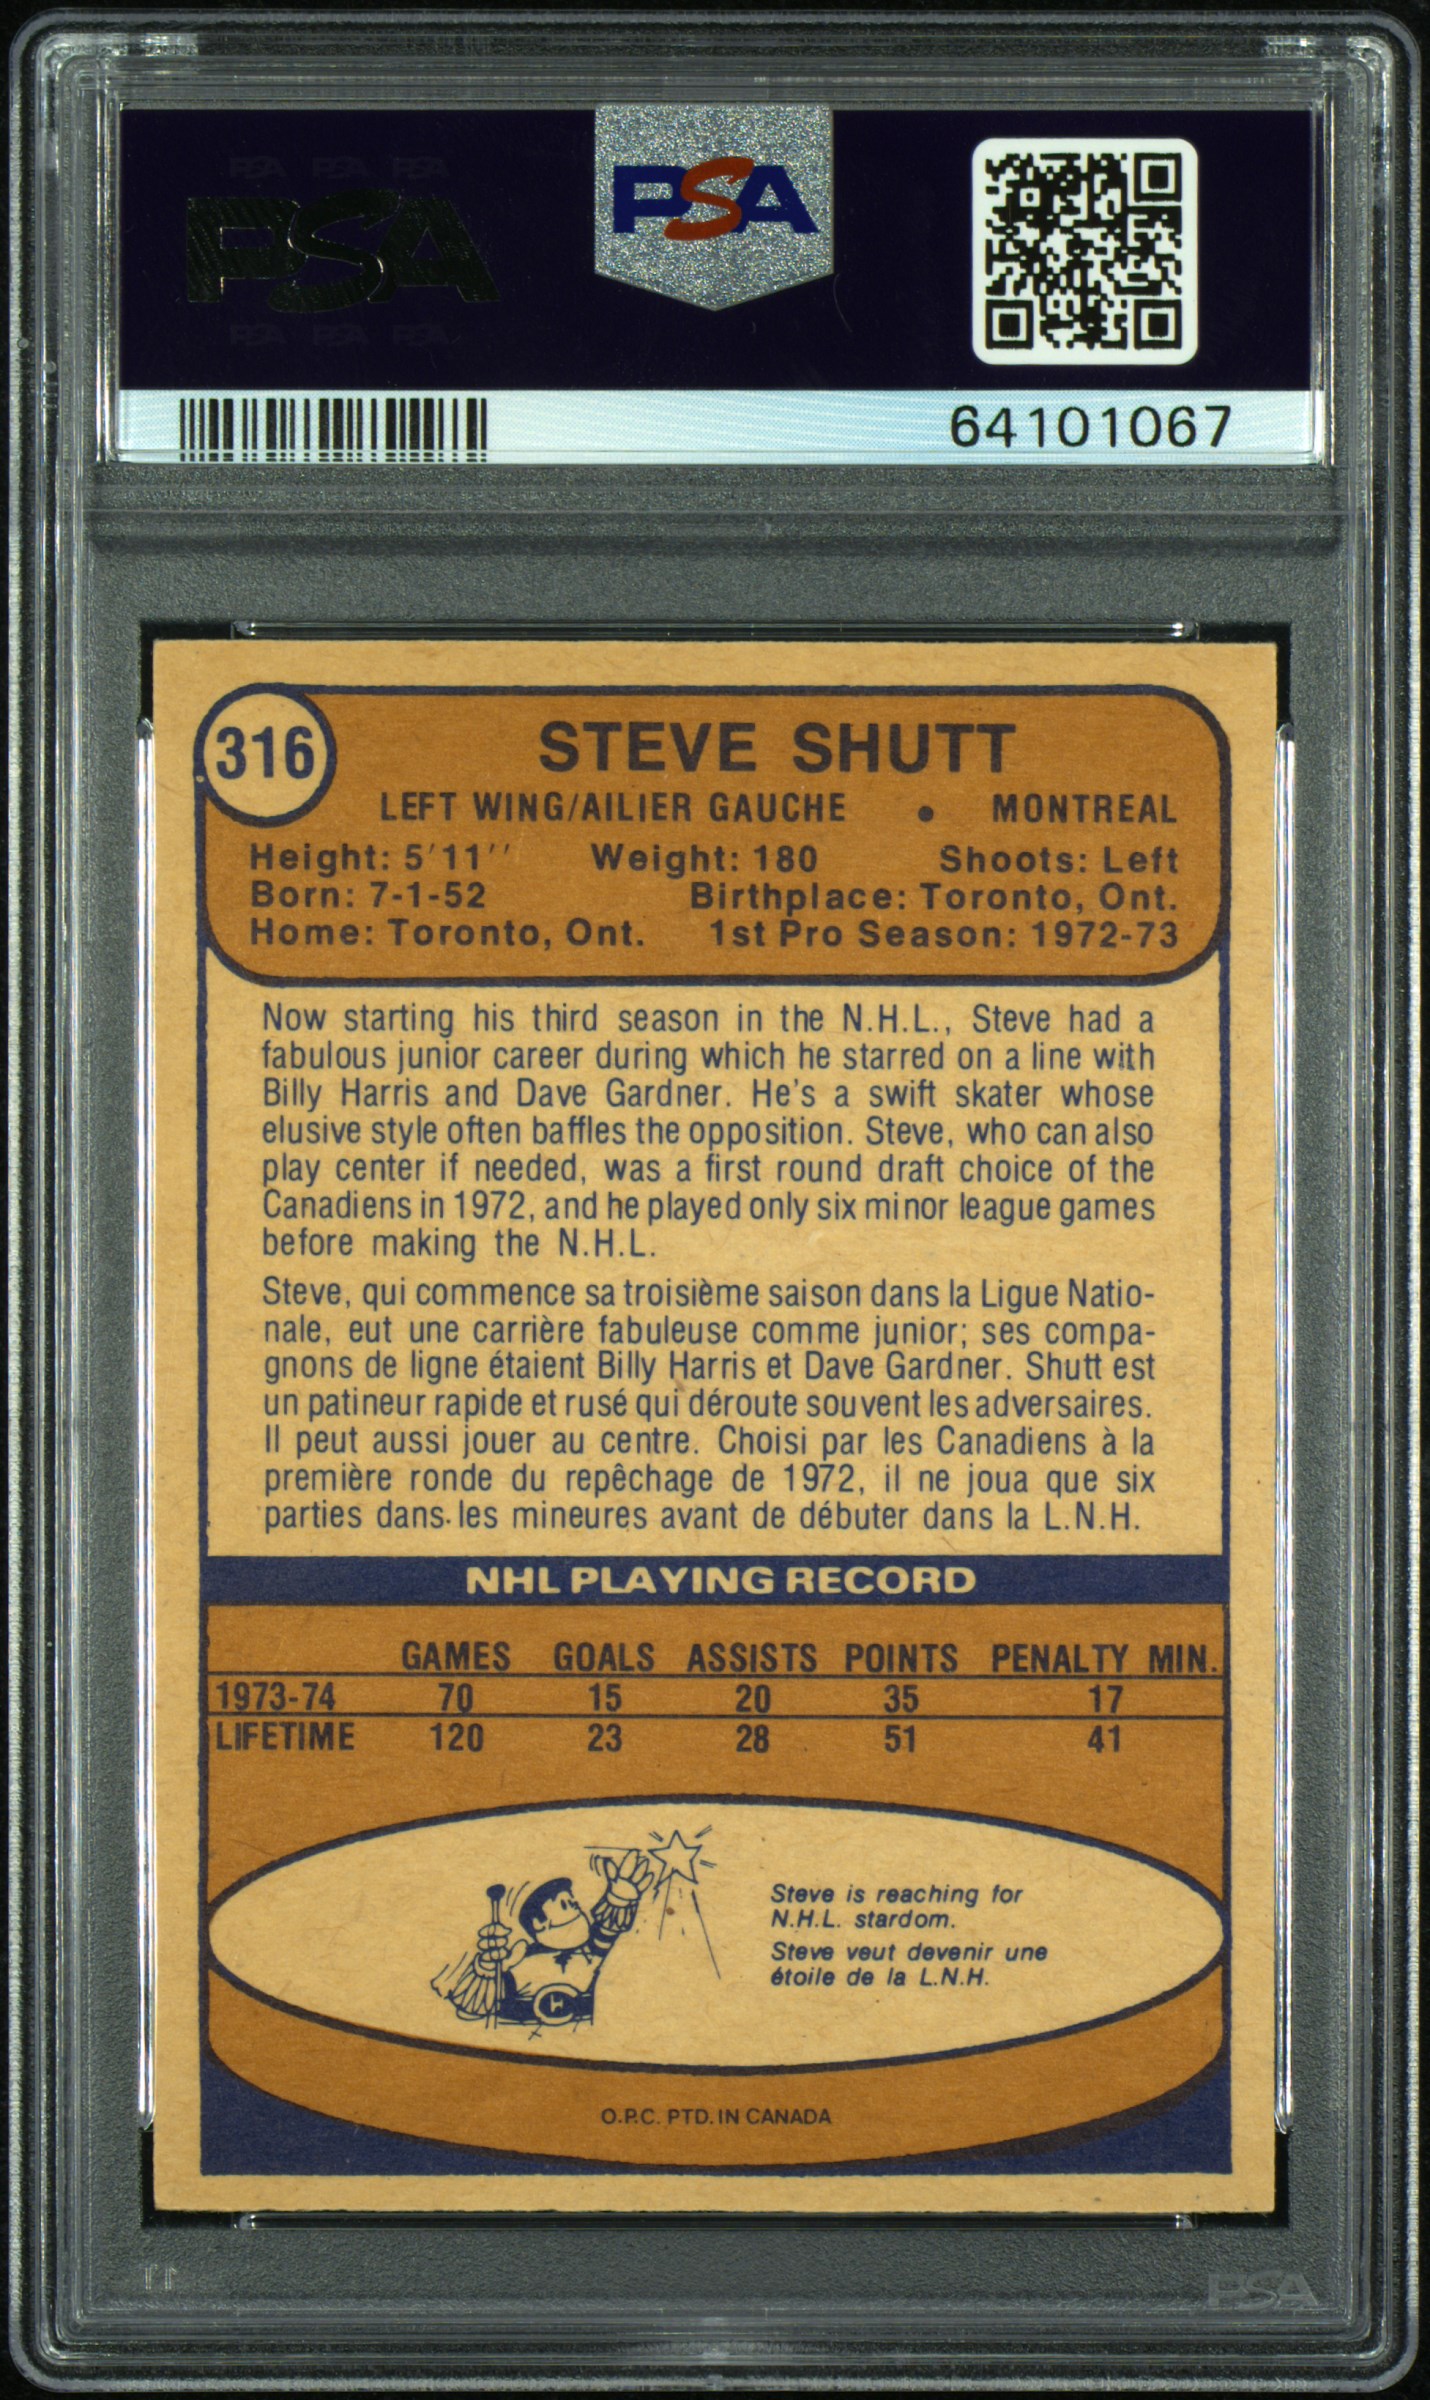 PSA PSA PSA
PSA
PSA PSA PSA
PSA
64101067
316
STEVE SHUTT
LEFT WING/AILIER GAUCHE • MONTREAL
Height: 5'11'' Weight: 180 Shoots: Left
Born: 7-1-52 Birthplace: Toronto, Ont.
Home: Toronto, Ont. 1st Pro Season: 1972-73
Now starting his third season in the N.H.L., Steve had a
fabulous junior career during which he starred on a line with
Billy Harris and Dave Gardner. He's a swift skater whose
elusive style often baffles the opposition. Steve, who can also
play center if needed, was a first round draft choice of the
Canadiens in 1972, and he played only six minor league games
before making the N.H.L.
Steve, qui commence sa troisième saison dans la Ligue Natio-
nale, eut une carrière fabuleuse comme junior; ses compa-
gnons de ligne étaient Billy Harris et Dave Gardner. Shutt est
un patineur rapide et rusé qui déroute souvent les adversaires.
Il peut aussi jouer au centre. Choisi par les Canadiens à la
première ronde du repêchage de 1972, il ne joua que six
parties dans les mineures avant de débuter dans la L.N.H.
NHL PLAYING RECORD
GAMES GOALS ASSISTS POINTS PENALTY MIN.
1973-74 70 15 20 35 17
LIFETIME 120 23 28 51 41
Steve is reaching for
N.H.L. stardom.
Steve veut devenir une
étoile de la L.N.H.
O.P.C. PTD. IN CANADA
PSA